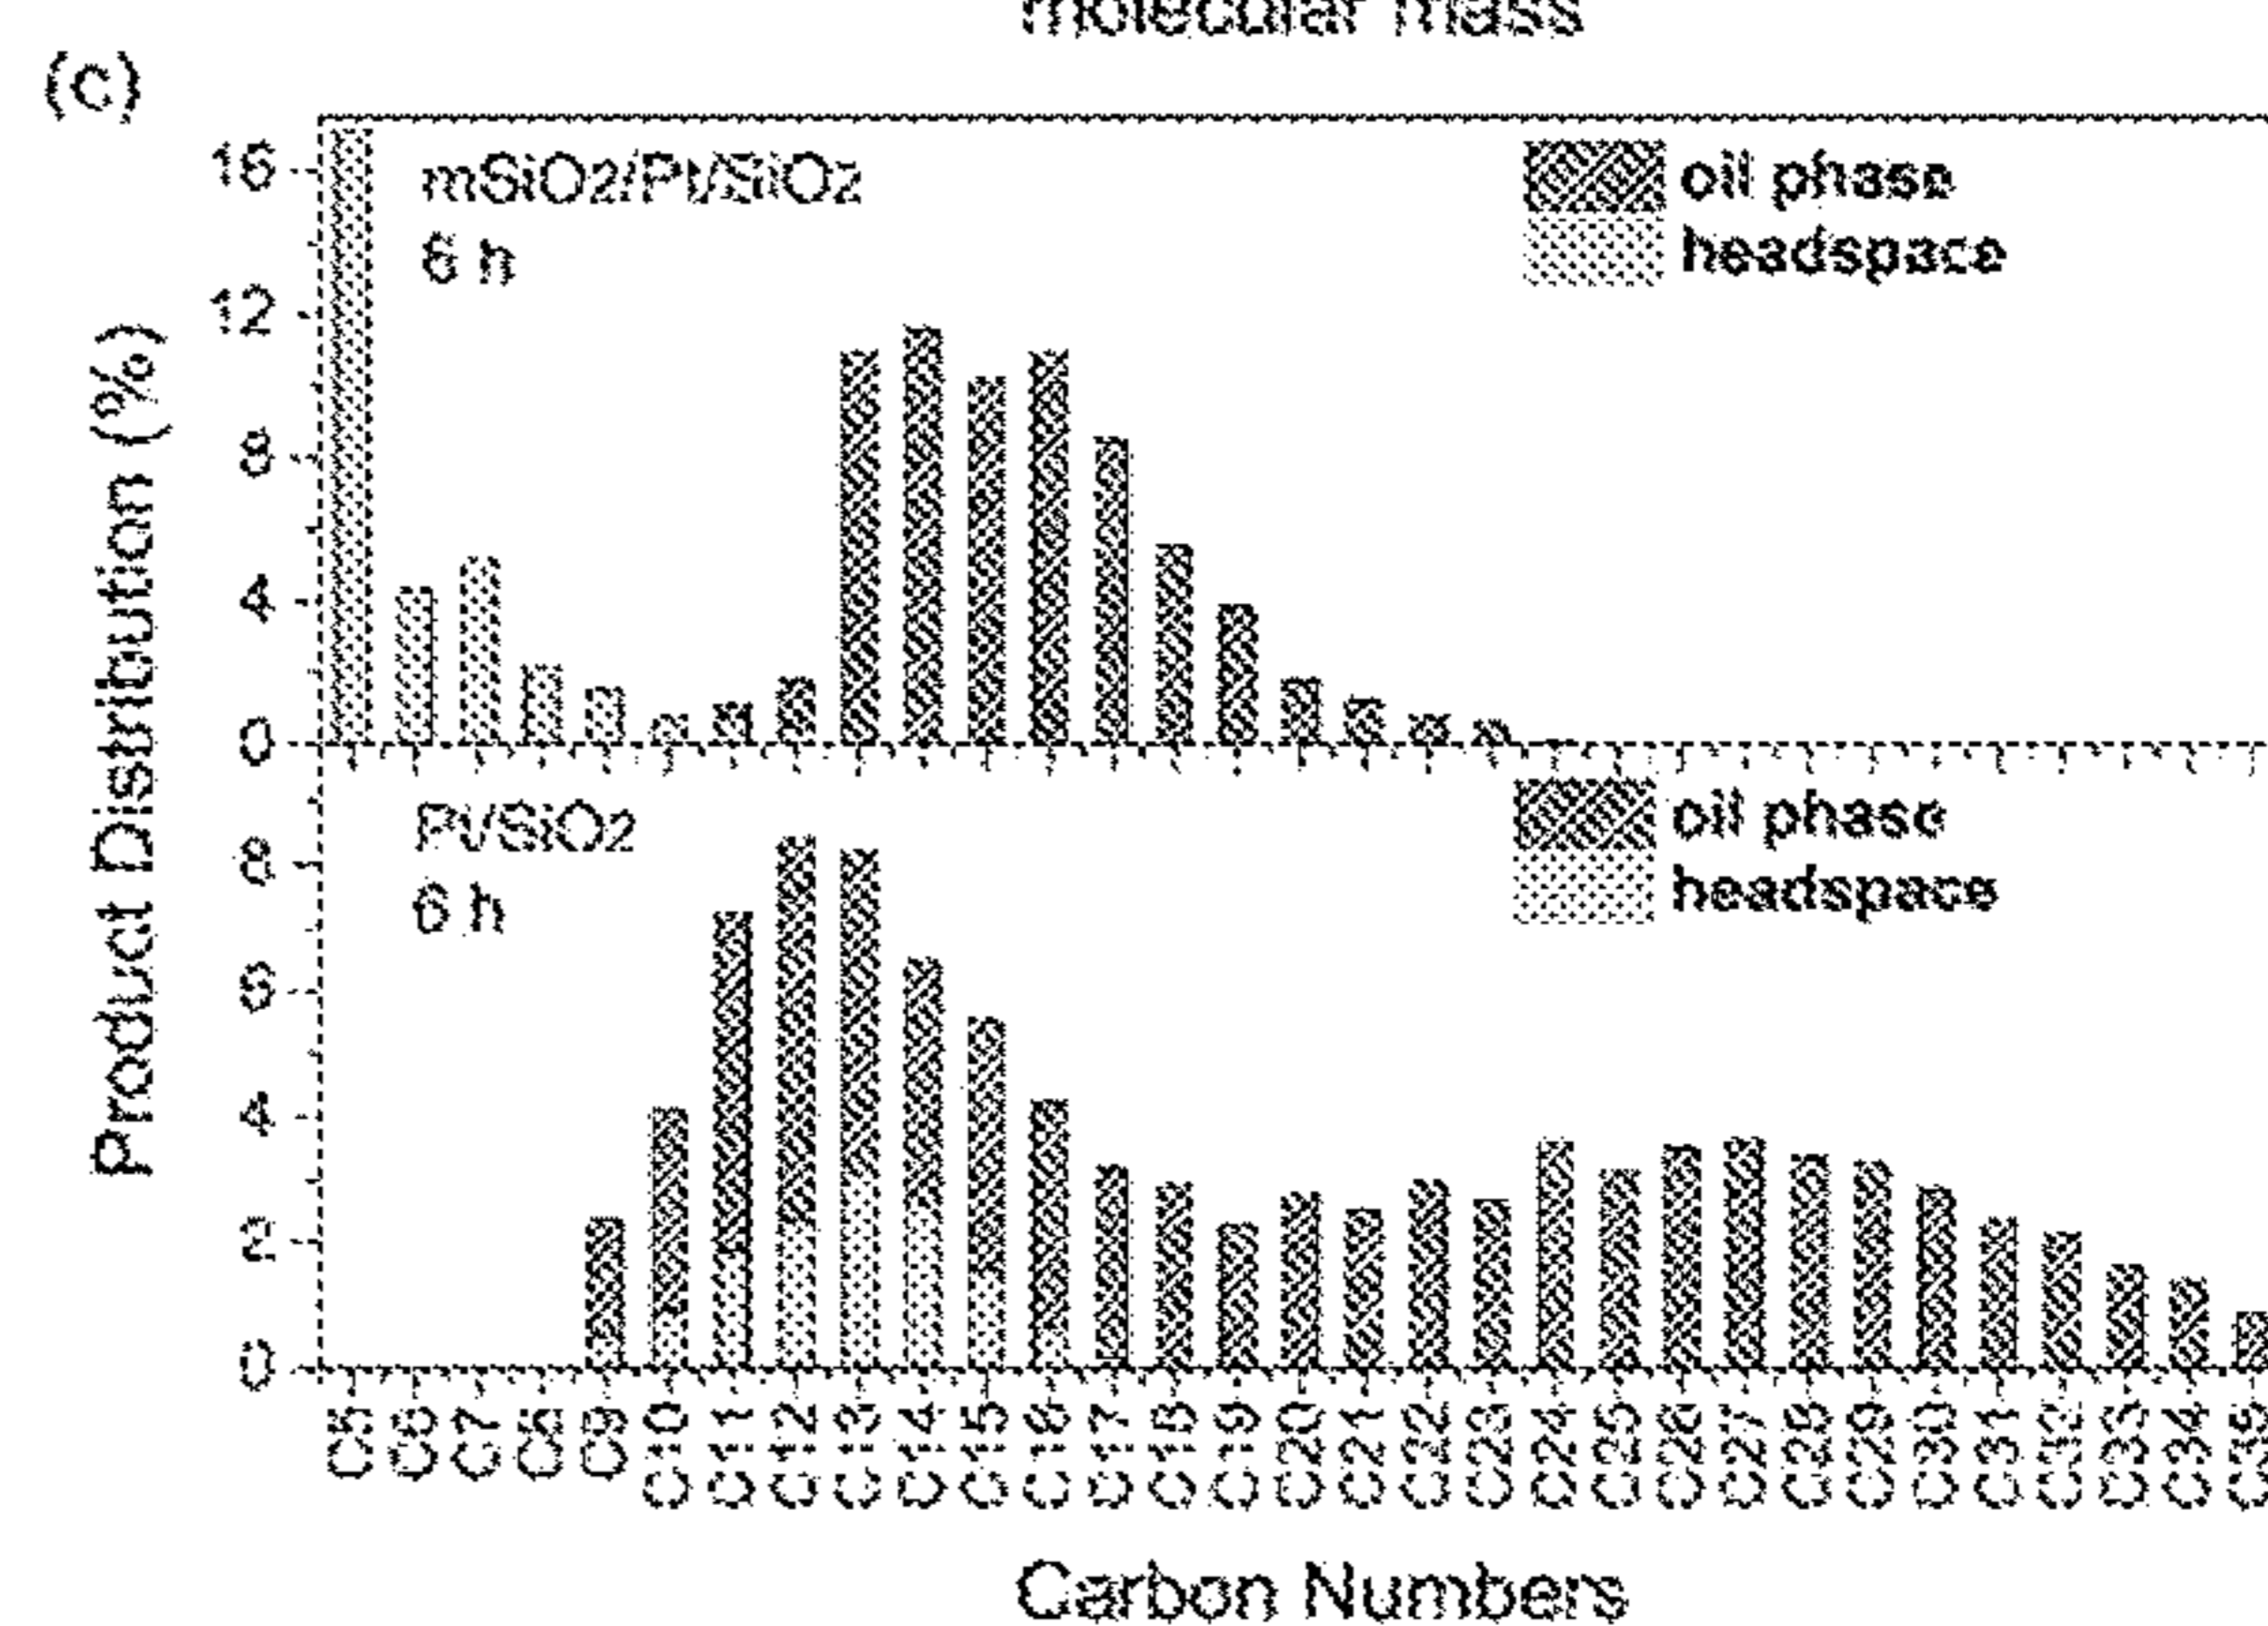 molecular mass
(c)
Product Distribution (%)
16
12
8
4
0
mSiO2/Pt/SiO2
6 h
oil phase
headspace
8
6
4
2
0
Pt/SiO2
6 h
oil phase
headspace
C5 C6 C7 C8 C9 C10 C11 C12 C13 C14 C15 C16 C17 C18 C19 C20 C21 C22 C23 C24 C25 C26 C27 C28 C29 C30 C31 C32 C33 C34 C35
Carbon Numbers